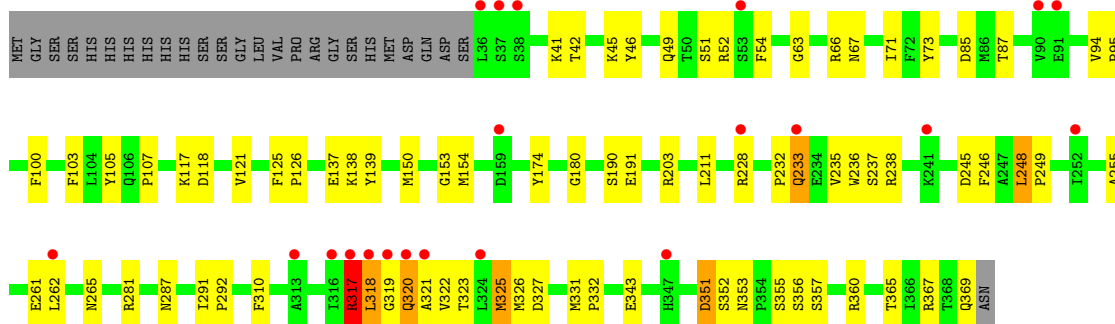 MET GLY SER SER HIS HIS HIS HIS HIS HIS SER SER GLY LEU VAL PRO ARG GLY SER HIS MET ASP GLN ASP SER L36 S37 S38 K41 T42 K45 Y46 Q49 T50 S51 R52 S53 F54 G63 R66 N67 I71 F72 Y73 D85 M86 T87 V90 E91 V94
F100 F103 L104 Y105 Q106 P107 K117 D118 V121 F125 P126 E137 K138 Y139 M150 G153 M154 D159 Y174 G180 S190 E191 R203 L211 R228 P232 Q233 E234 V235 W236 S237 R238 K241 D245 F246 A247 L248 P249 I252
E261 L262 N265 R281 N287 I291 P292 F310 A313 I316 R317 L318 G319 Q320 A321 V322 T323 L324 M325 M326 D327 M331 P332 E343 H347 D351 S352 N353 P354 S355 S356 S357 R360 T365 I366 R367 T368 Q369 ASN